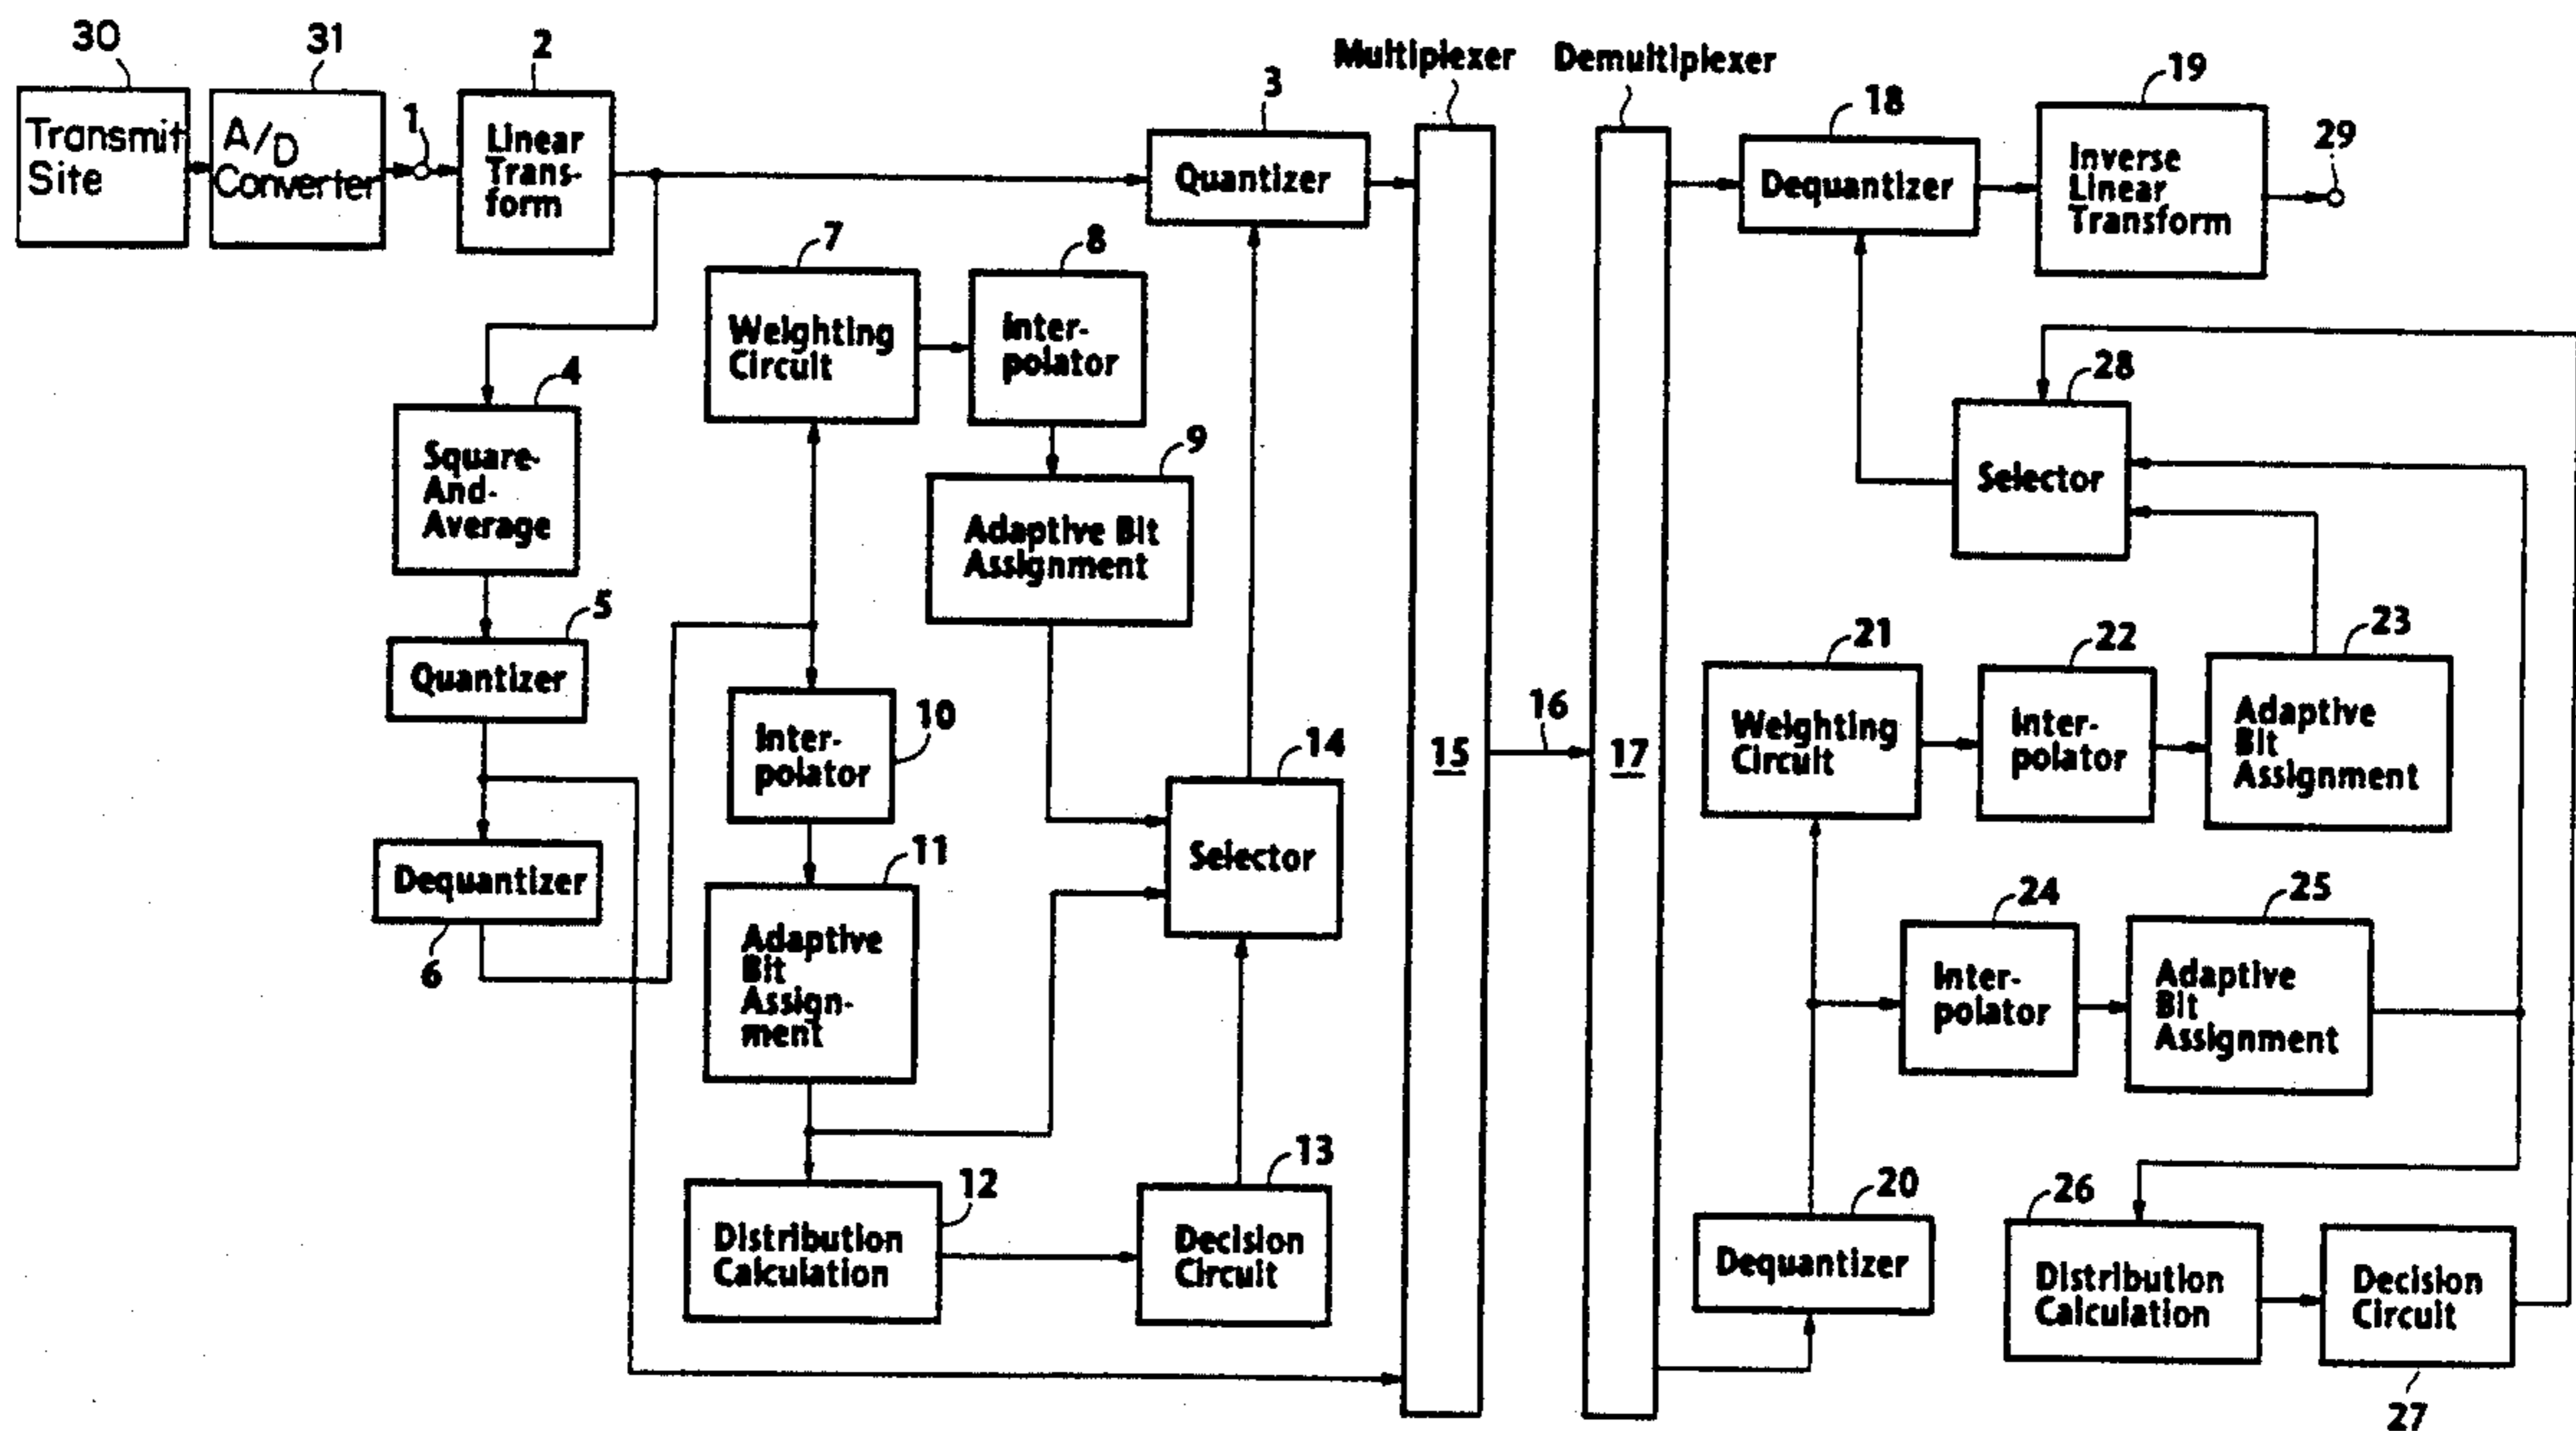 30
31
2
Transmit
Site
A/D
Converter
1
Linear
Trans-
form
3
Quantizer
Multiplexer
Demultiplexer
18
Dequantizer
19
Inverse
Linear
Transform
29
7
Weighting
Circuit
8
Inter-
polator
4
Square-
And-
Average
9
Adaptive Bit
Assignment
28
Selector
5
Quantizer
10
Inter-
polator
6
Dequantizer
11
Adaptive
Bit
Assign-
ment
14
Selector
15
16
17
21
Weighting
Circuit
22
Inter-
polator
23
Adaptive
Bit
Assignment
24
Inter-
polator
25
Adaptive
Bit
Assignment
12
Distribution
Calculation
13
Decision
Circuit
20
Dequantizer
26
Distribution
Calculation
Decision
Circuit
27